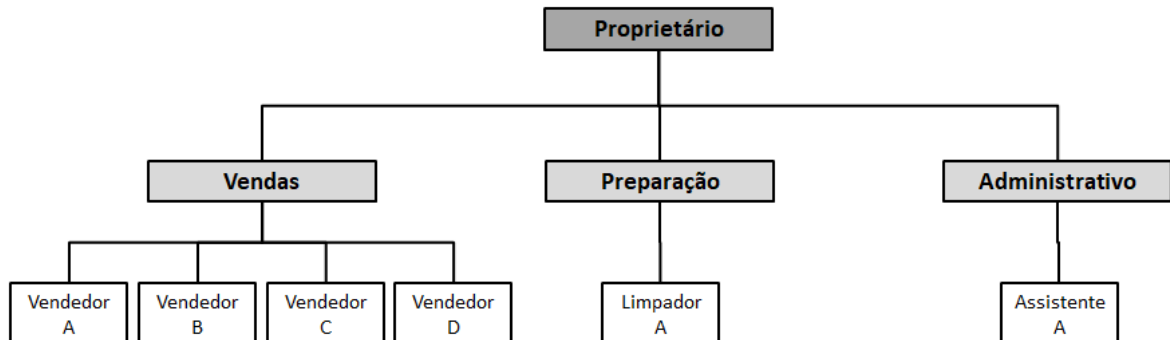 Proprietário
Vendas
Preparação
Administrativo
Vendedor
A
Vendedor
B
Vendedor
C
Vendedor
D
Limpador
A
Assistente
A